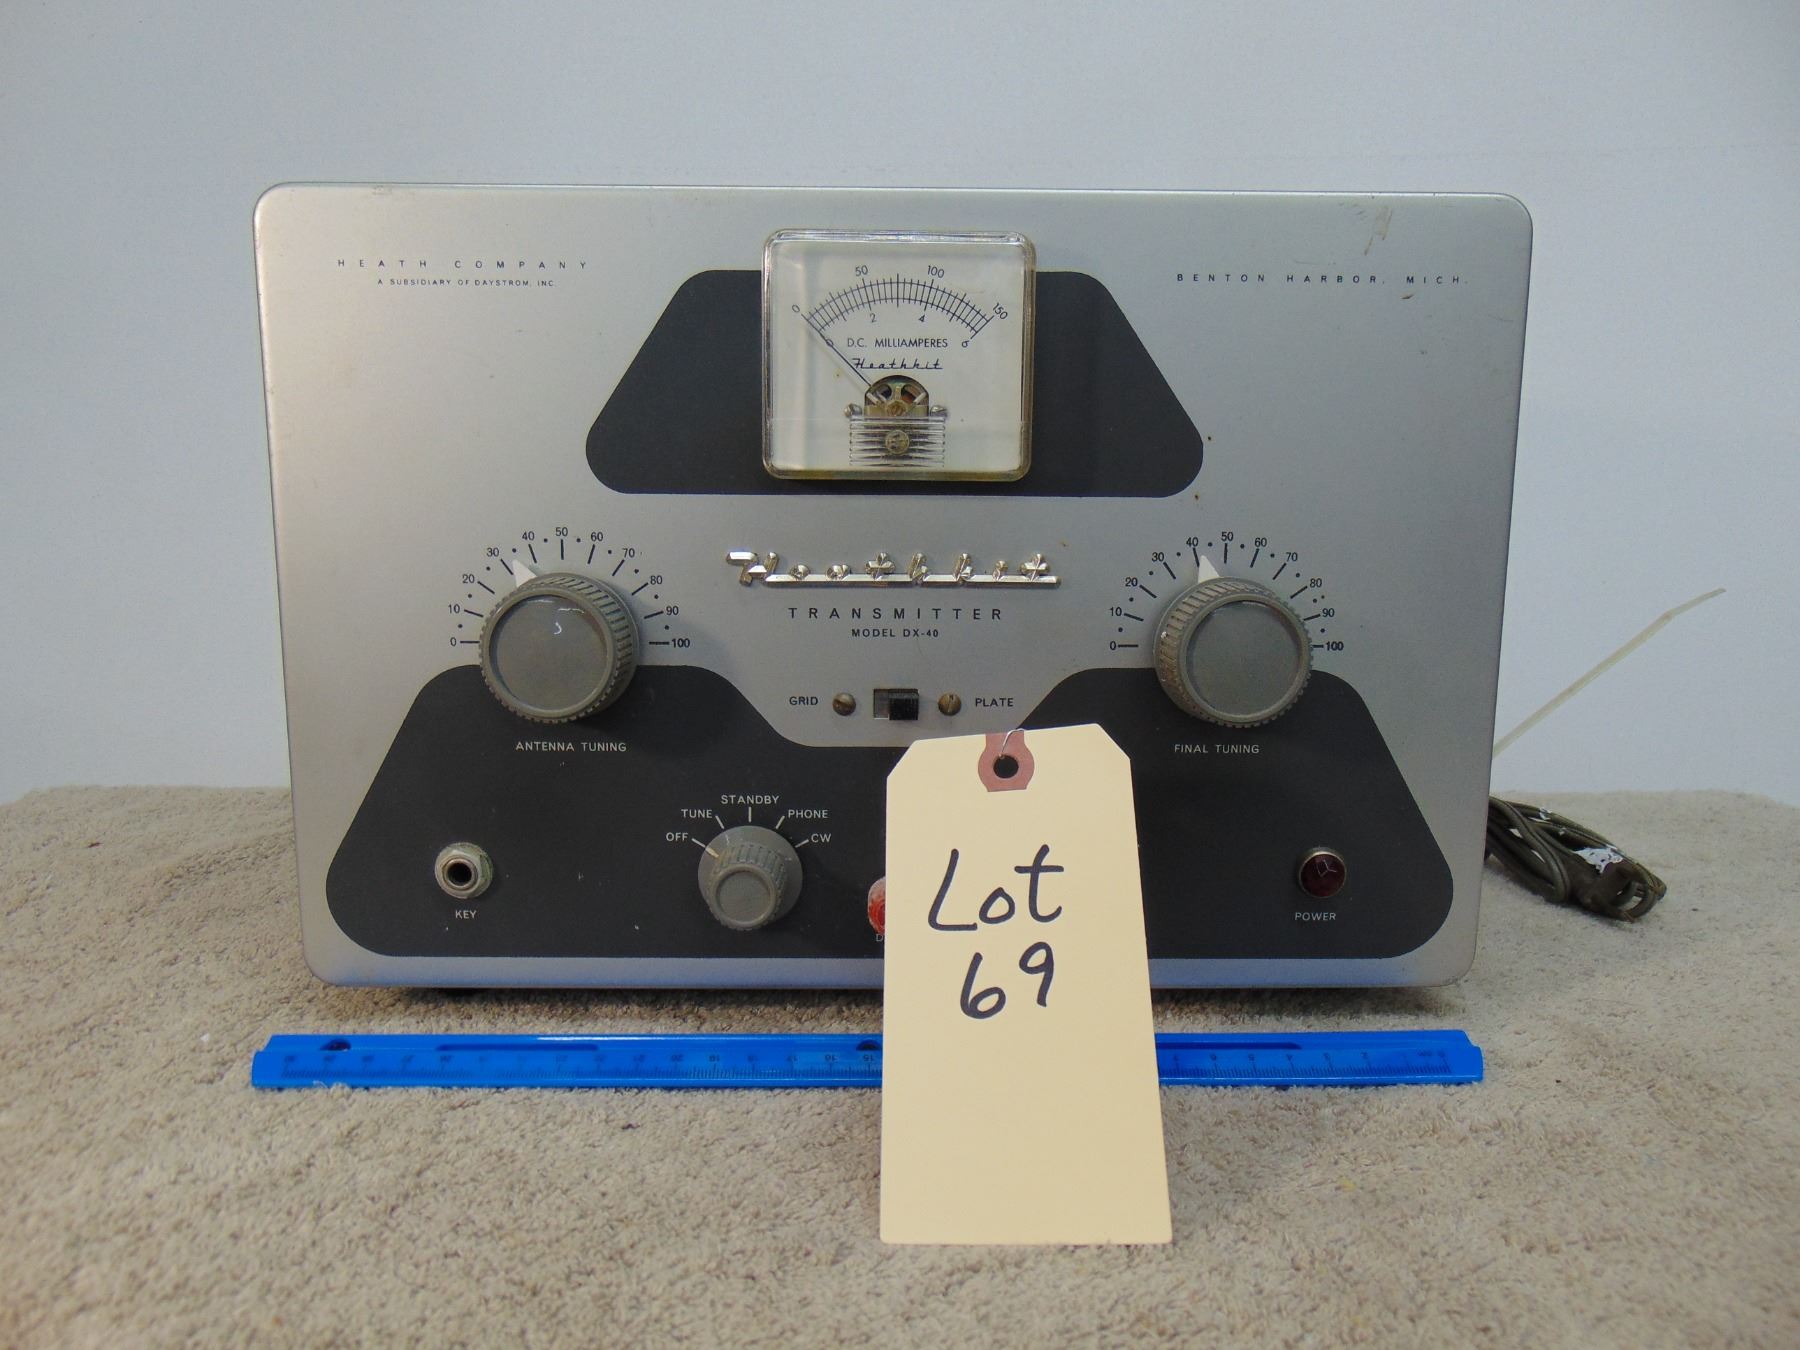 HEATH COMPANY
A SUBSIDIARY OF DAYSTROM, INC.
BENTON HARBOR, MICH.
0 50 100 150
0 2 4 6
D.C. MILLIAMPERES
Heathkit
0 10 20 30 40 50 60 70 80 90 100
ANTENNA TUNING
Heathkit
TRANSMITTER
MODEL DX-40
GRID
PLATE
0 10 20 30 40 50 60 70 80 90 100
FINAL TUNING
OFF
TUNE
STANDBY
PHONE
CW
KEY
POWER
Lot
69